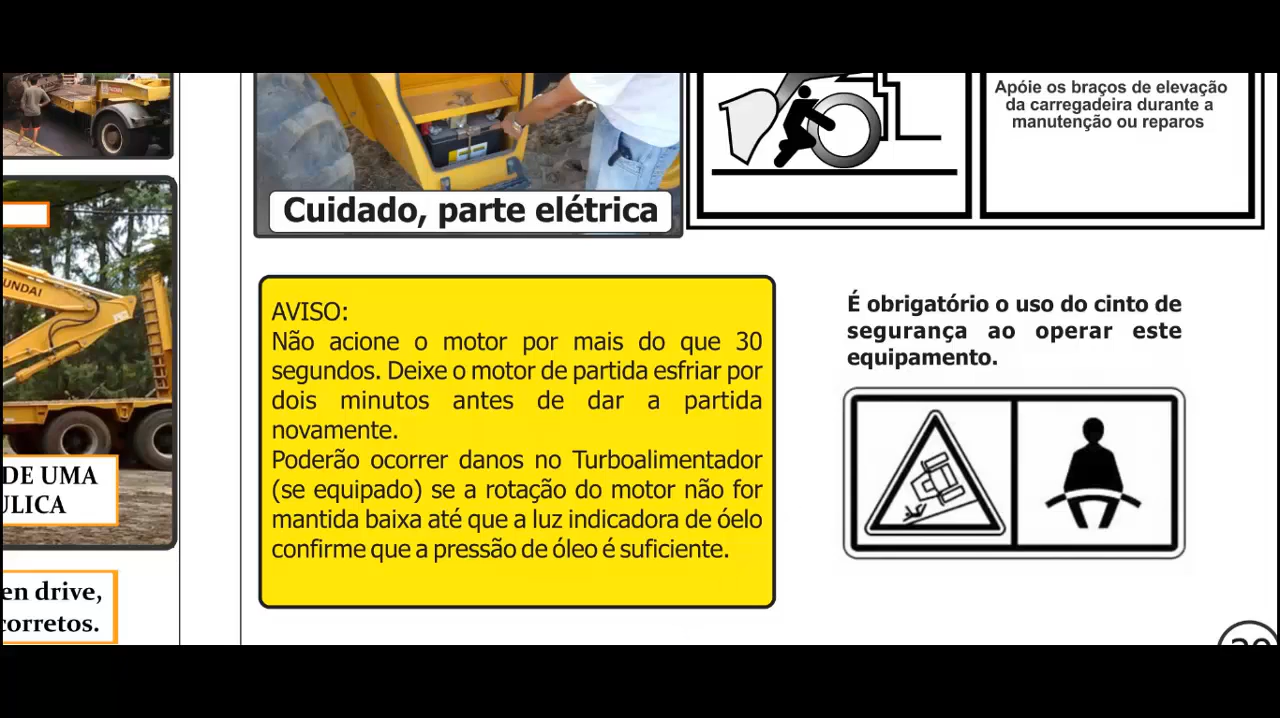 Apóie os braços de elevação
da carregadeira durante a
manutenção ou reparos
Cuidado, parte elétrica
UNDAI
AVISO:
Não acione o motor por mais do que 30
segundos. Deixe o motor de partida esfriar por
dois minutos antes de dar a partida
novamente.
Poderão ocorrer danos no Turboalimentador
(se equipado) se a rotação do motor não for
mantida baixa até que a luz indicadora de óelo
confirme que a pressão de óleo é suficiente.
É obrigatório o uso do cinto de
segurança ao operar este
equipamento.
DE UMA
ULICA
en drive,
corretos.